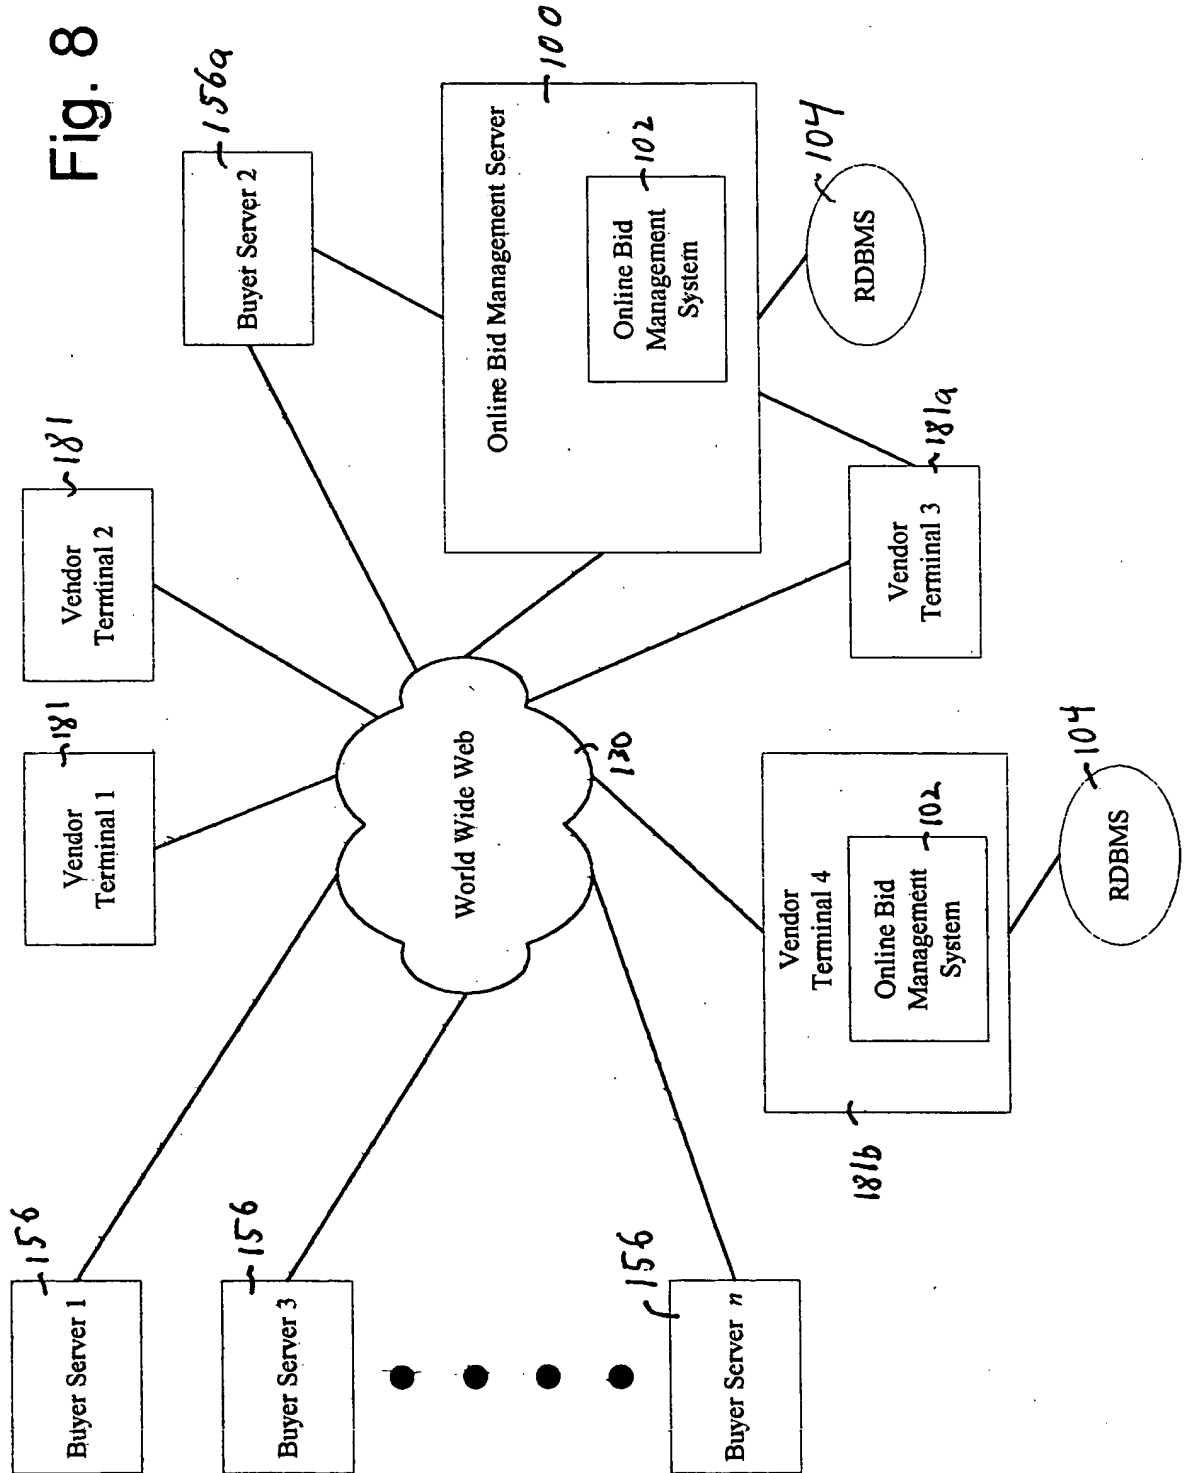 Fig. 8
Buyer Server 1
156
Buyer Server 3
156
Buyer Server n
156
Vendor
Terminal 1
181
Vendor
Terminal 2
181
Buyer Server 2
156a
World Wide Web
130
Online Bid Management Server
100
Online Bid
Management
System
102
RDBMS
104
Vendor
Terminal 3
181a
Vendor
Terminal 4
181b
Online Bid
Management
System
102
RDBMS
104